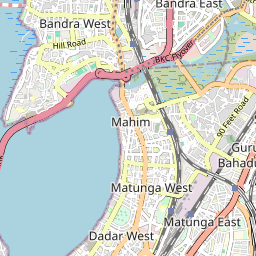 Bandra West
Bandra East
Hill Road
BKC Flyover
Mahim
90 Feet Road
Guru
Bahadu
Matunga West
Matunga East
Dadar West